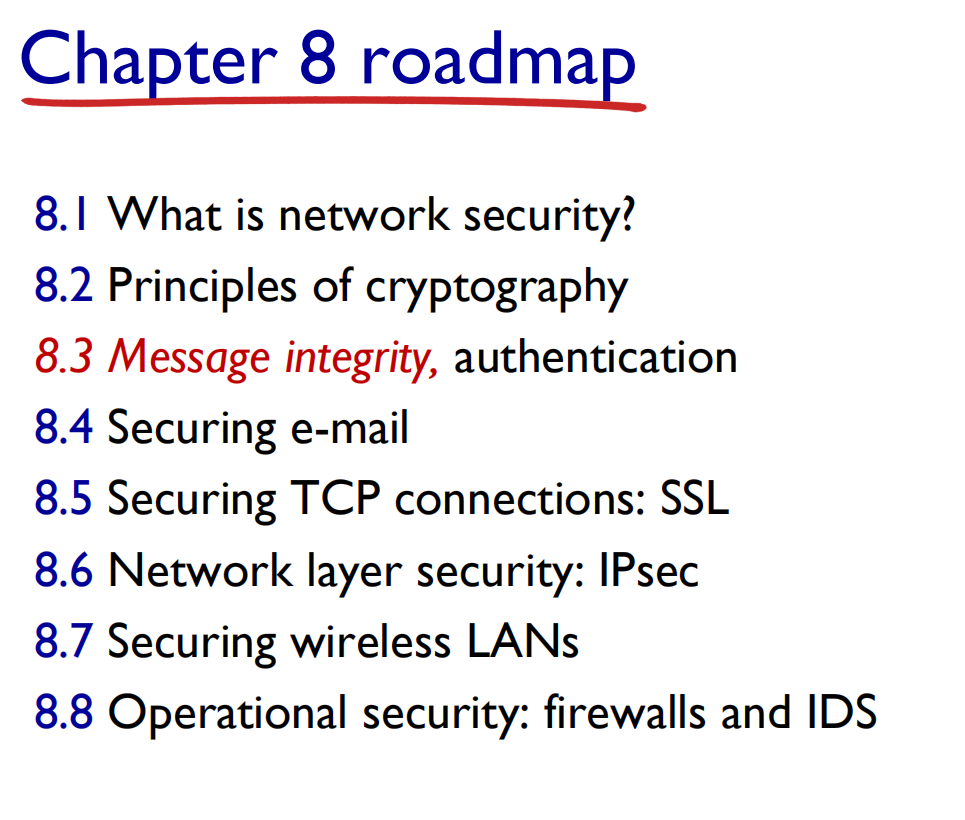 Chapter 8 roadmap
8.1 What is network security?
8.2 Principles of cryptography
8.3 Message integrity, authentication
8.4 Securing e-mail
8.5 Securing TCP connections: SSL
8.6 Network layer security: IPsec
8.7 Securing wireless LANs
8.8 Operational security: firewalls and IDS